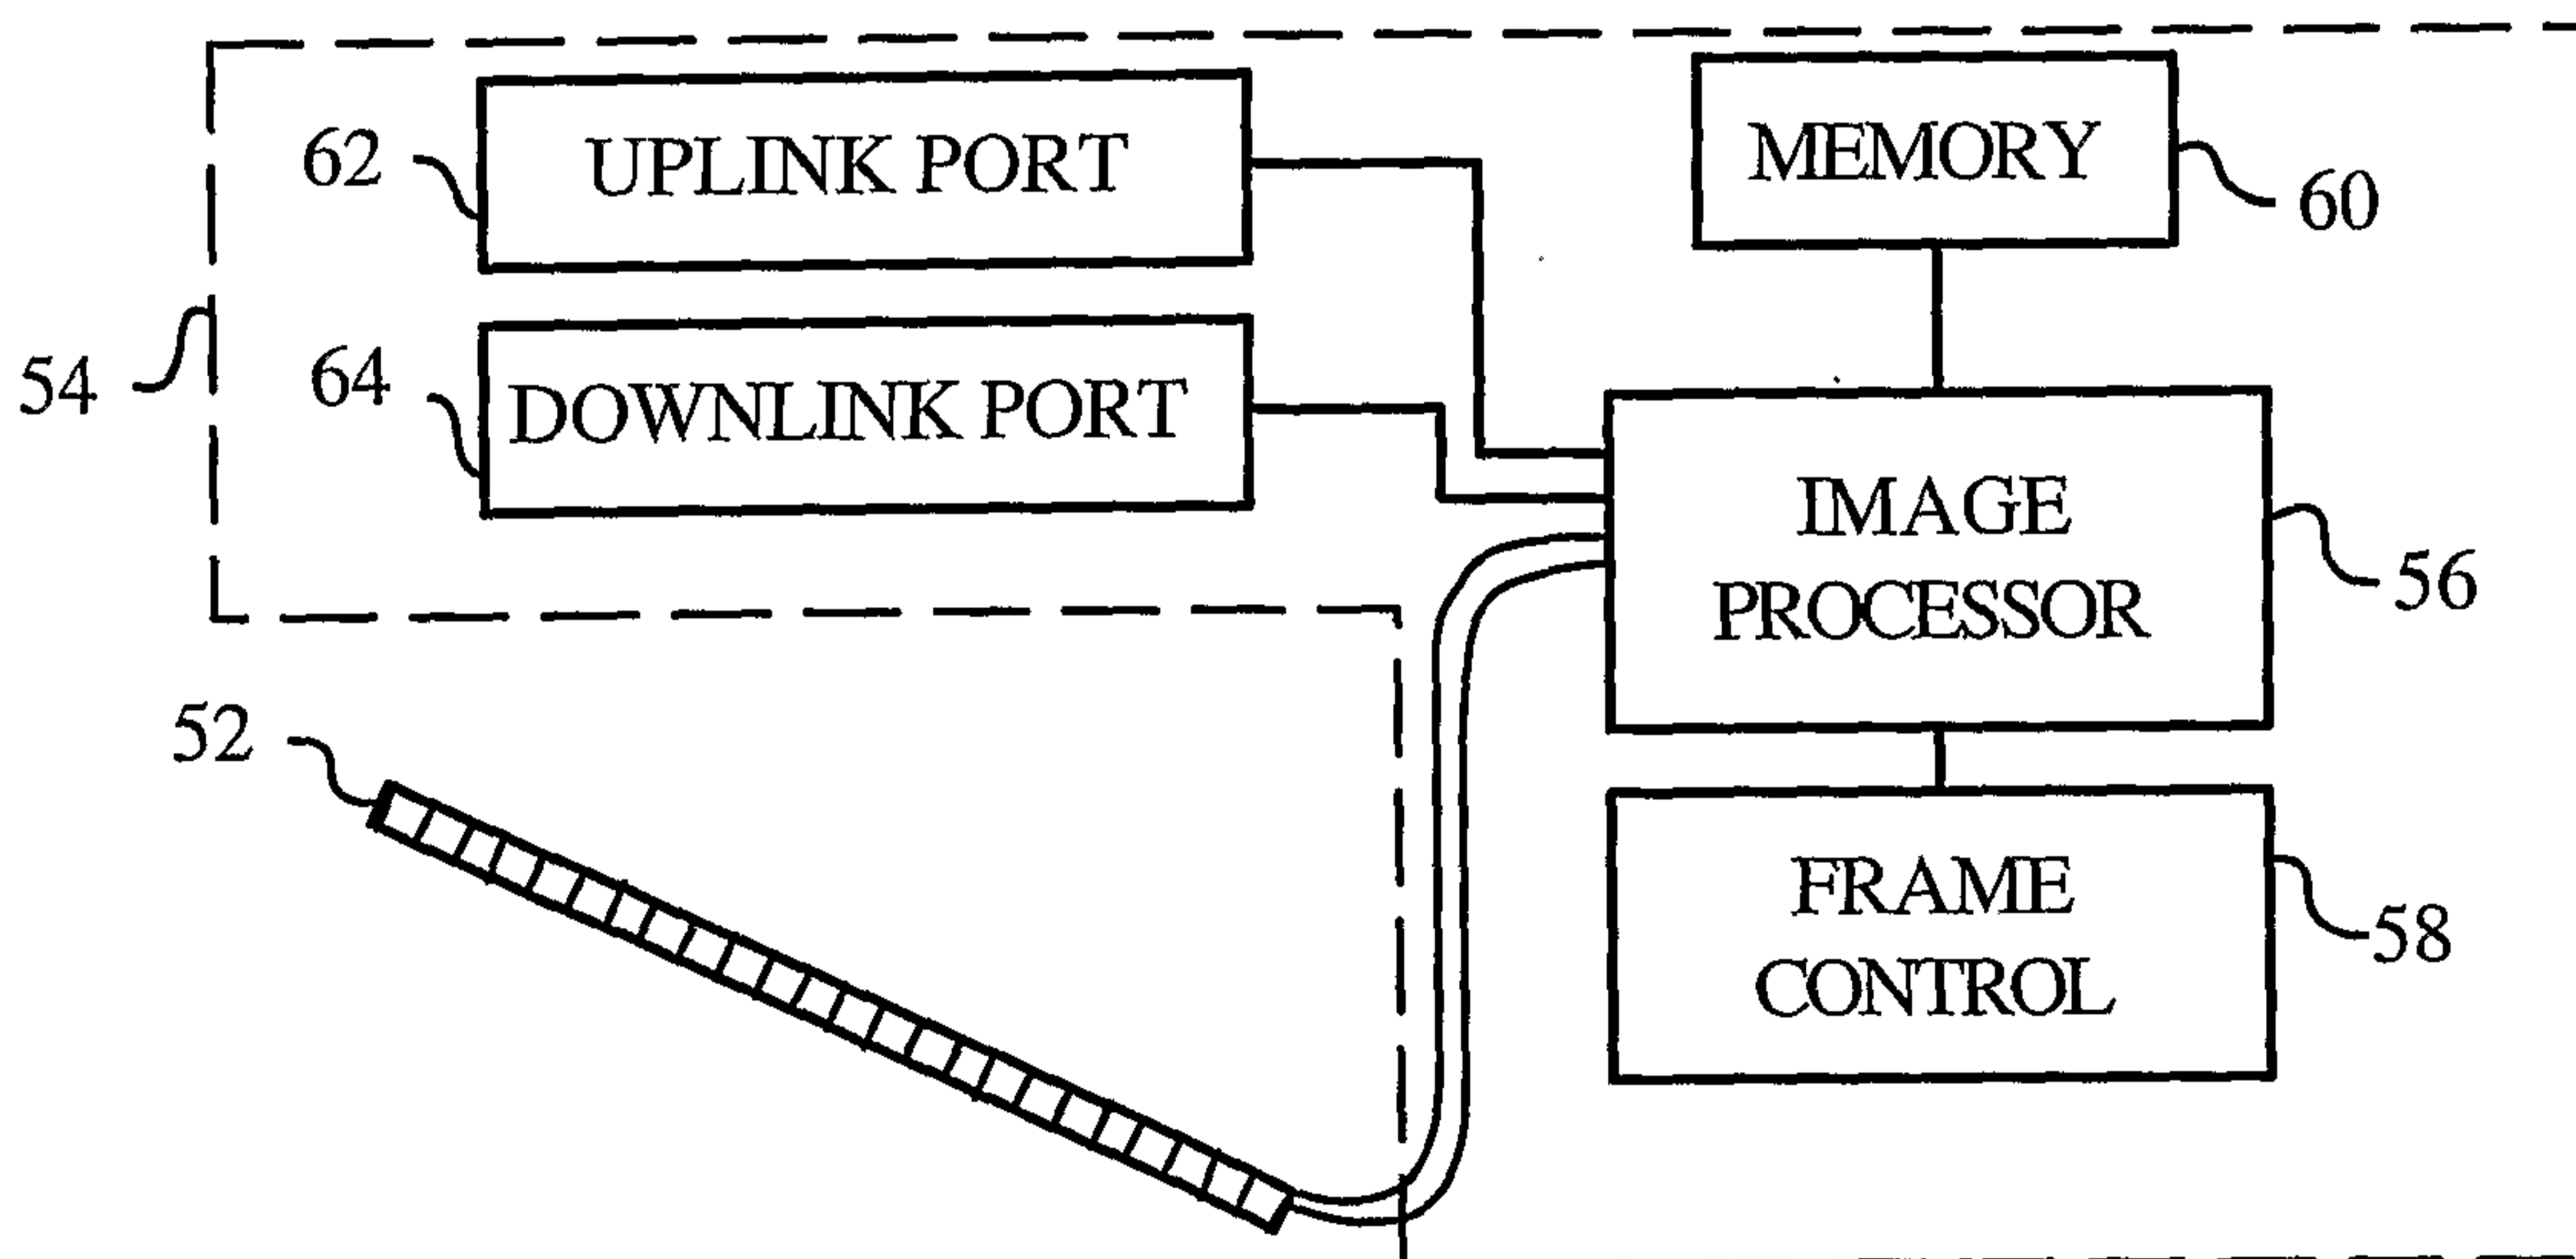 62
UPLINK PORT
MEMORY
60
54
64
DOWNLINK PORT
IMAGE
PROCESSOR
56
52
FRAME
CONTROL
58